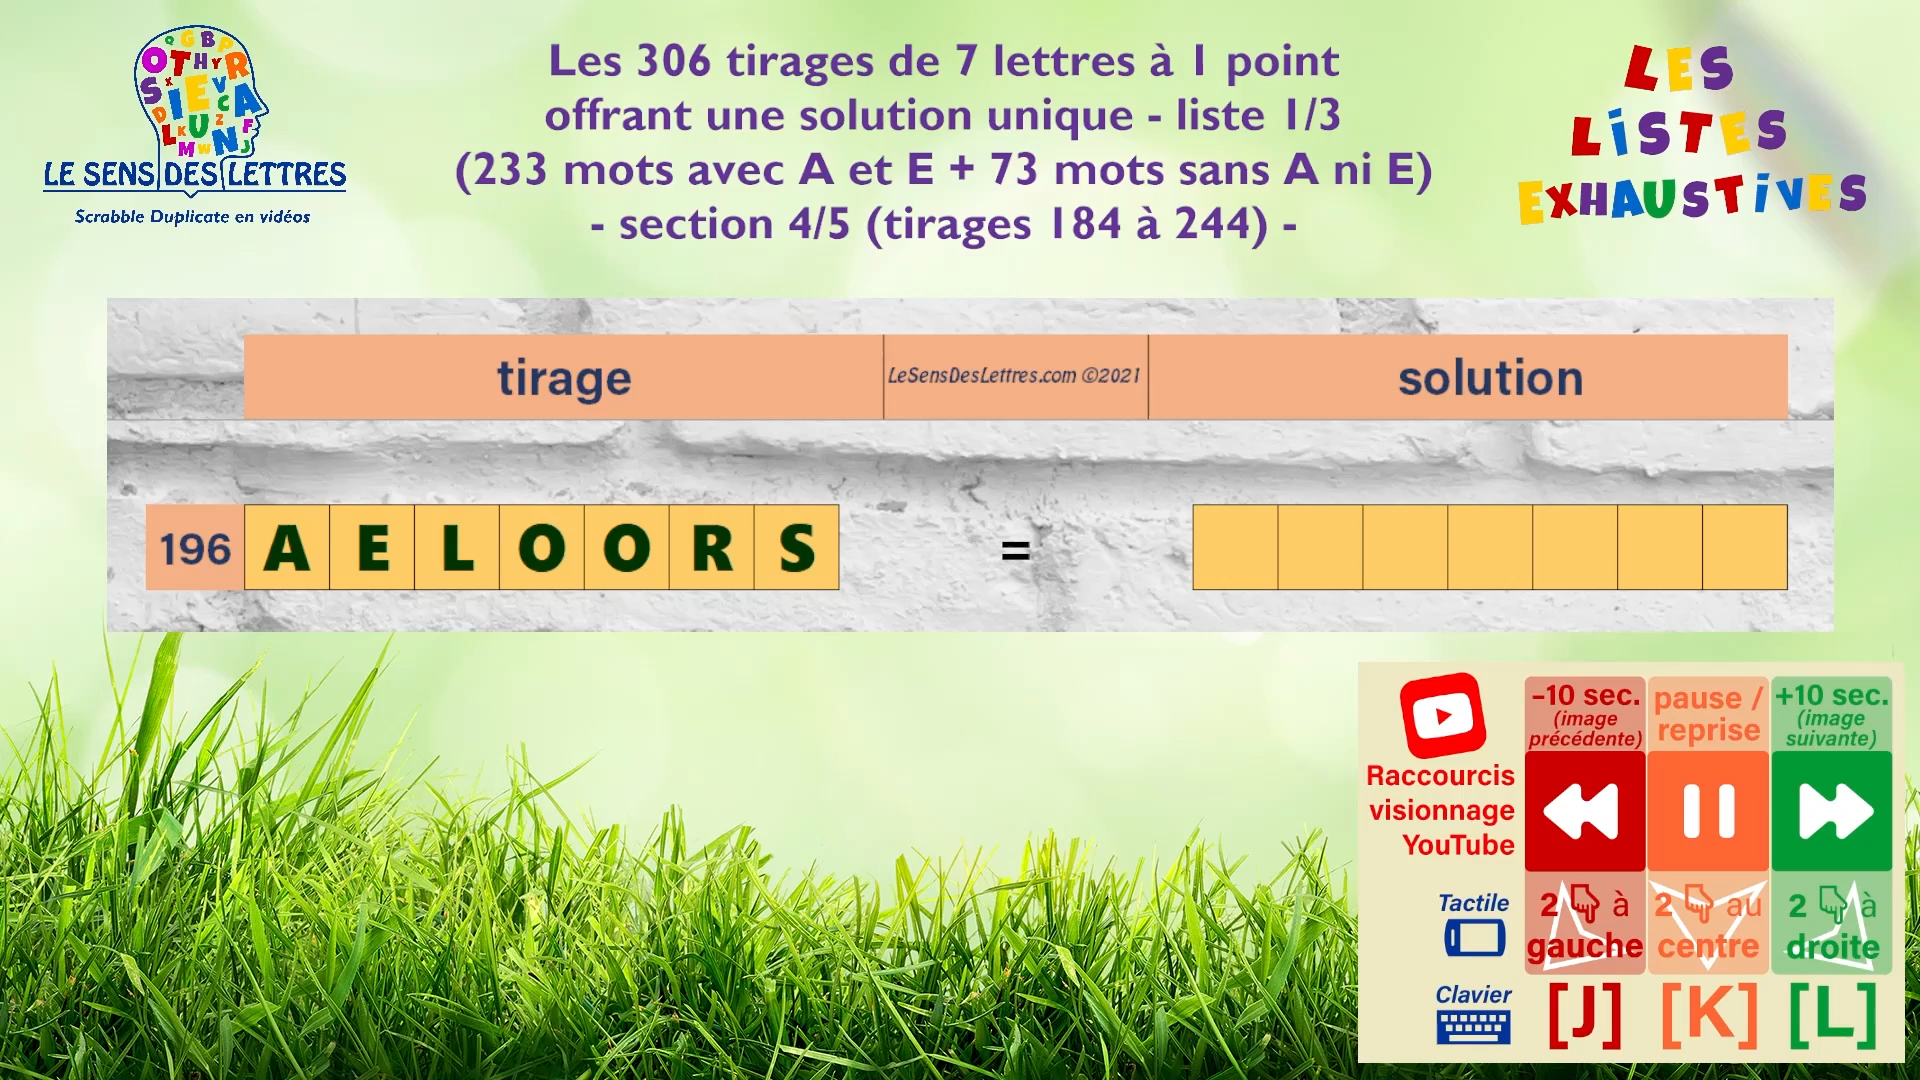 LE SENS DES LETTRES
Scrabble Duplicate en vidéos
Les 306 tirages de 7 lettres à 1 point
offrant une solution unique - liste 1/3
(233 mots avec A et E + 73 mots sans A ni E)
- section 4/5 (tirages 184 à 244) -
LES
LiSTES
EXHAUSTiVES
tirage
LeSensDesLettres.com ©2021
solution
196 A E L O O R S =
Raccourcis
visionnage
YouTube
-10 sec.
(image
précédente)
pause /
reprise
+10 sec.
(image
suivante)
Tactile
2 à
gauche
2 au
centre
2 à
droite
Clavier
[J] [K] [L]